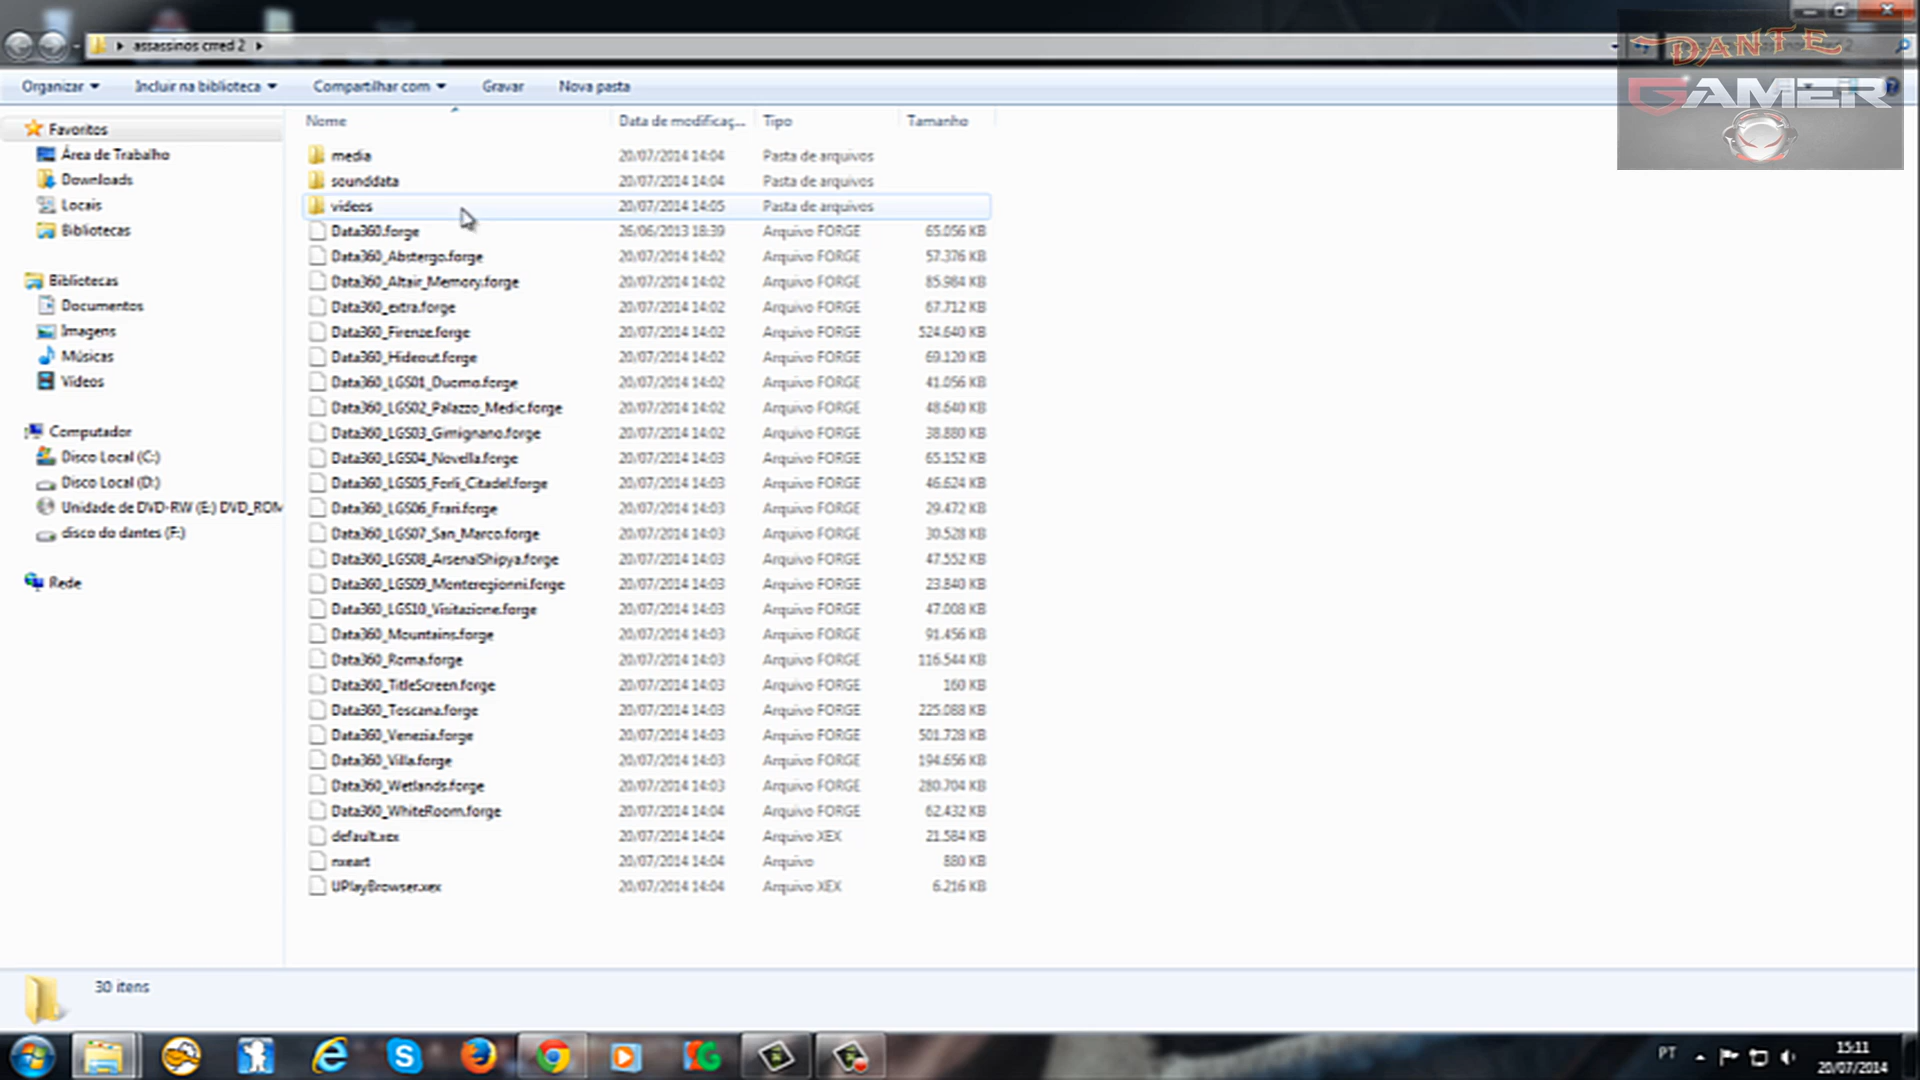 assassinos crred 2
DANTE
GAMER
Organizar
Incluir na biblioteca
Compartilhar com
Gravar
Nova pasta
Favoritos
Área de Trabalho
Downloads
Locais
Bibliotecas
Bibliotecas
Documentos
Imagens
Músicas
Vídeos
Computador
Disco Local (C:)
Disco Local (D:)
Unidade de DVD-RW (E:) DVD_ROM
disco do dantes (F:)
Rede
Nome Data de modificaç... Tipo Tamanho
media 20/07/2014 14:04 Pasta de arquivos
sounddata 20/07/2014 14:04 Pasta de arquivos
videos 20/07/2014 14:05 Pasta de arquivos
Data360.forge 26/06/2013 18:39 Arquivo FORGE 65.056 KB
Data360_Abstergo.forge 20/07/2014 14:02 Arquivo FORGE 57.376 KB
Data360_Altair_Memory.forge 20/07/2014 14:02 Arquivo FORGE 85.984 KB
Data360_extra.forge 20/07/2014 14:02 Arquivo FORGE 67.712 KB
Data360_Firenze.forge 20/07/2014 14:02 Arquivo FORGE 524.640 KB
Data360_Hideout.forge 20/07/2014 14:02 Arquivo FORGE 69.120 KB
Data360_LGS01_Duomo.forge 20/07/2014 14:02 Arquivo FORGE 41.056 KB
Data360_LGS02_Palazzo_Medic.forge 20/07/2014 14:02 Arquivo FORGE 48.640 KB
Data360_LGS03_Gimignano.forge 20/07/2014 14:02 Arquivo FORGE 38.880 KB
Data360_LGS04_Novella.forge 20/07/2014 14:03 Arquivo FORGE 65.152 KB
Data360_LGS05_Forli_Citadel.forge 20/07/2014 14:03 Arquivo FORGE 46.624 KB
Data360_LGS06_Frari.forge 20/07/2014 14:03 Arquivo FORGE 29.472 KB
Data360_LGS07_San_Marco.forge 20/07/2014 14:03 Arquivo FORGE 30.528 KB
Data360_LGS08_ArsenalShipya.forge 20/07/2014 14:03 Arquivo FORGE 47.552 KB
Data360_LGS09_Monteregionni.forge 20/07/2014 14:03 Arquivo FORGE 23.840 KB
Data360_LGS10_Visitazione.forge 20/07/2014 14:03 Arquivo FORGE 47.008 KB
Data360_Mountains.forge 20/07/2014 14:03 Arquivo FORGE 91.456 KB
Data360_Roma.forge 20/07/2014 14:03 Arquivo FORGE 116.544 KB
Data360_TitleScreen.forge 20/07/2014 14:03 Arquivo FORGE 160 KB
Data360_Toscana.forge 20/07/2014 14:03 Arquivo FORGE 225.088 KB
Data360_Venezia.forge 20/07/2014 14:03 Arquivo FORGE 501.728 KB
Data360_Villa.forge 20/07/2014 14:03 Arquivo FORGE 194.656 KB
Data360_Wetlands.forge 20/07/2014 14:03 Arquivo FORGE 280.704 KB
Data360_WhiteRoom.forge 20/07/2014 14:04 Arquivo FORGE 62.432 KB
default.xex 20/07/2014 14:04 Arquivo XEX 21.584 KB
nxeart 20/07/2014 14:04 Arquivo 880 KB
UPlayBrowser.xex 20/07/2014 14:04 Arquivo XEX 6.216 KB
30 itens
PT
15:11
20/07/2014